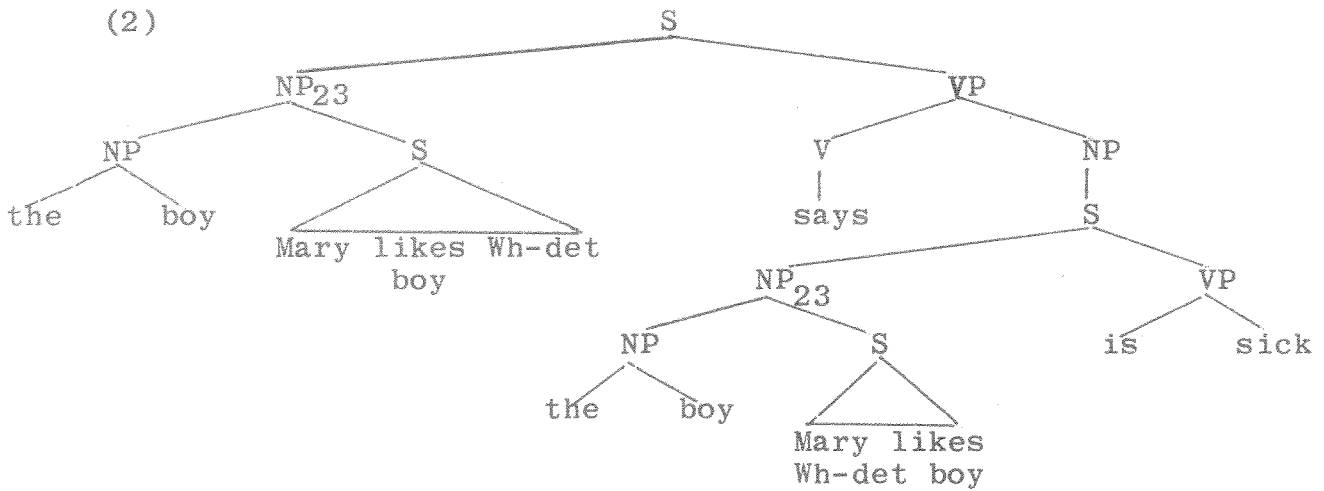 (2) S
NP23 VP
NP S V NP
the boy says S
Mary likes Wh-det
boy
NP23 VP
NP S is sick
the boy
Mary likes
Wh-det boy